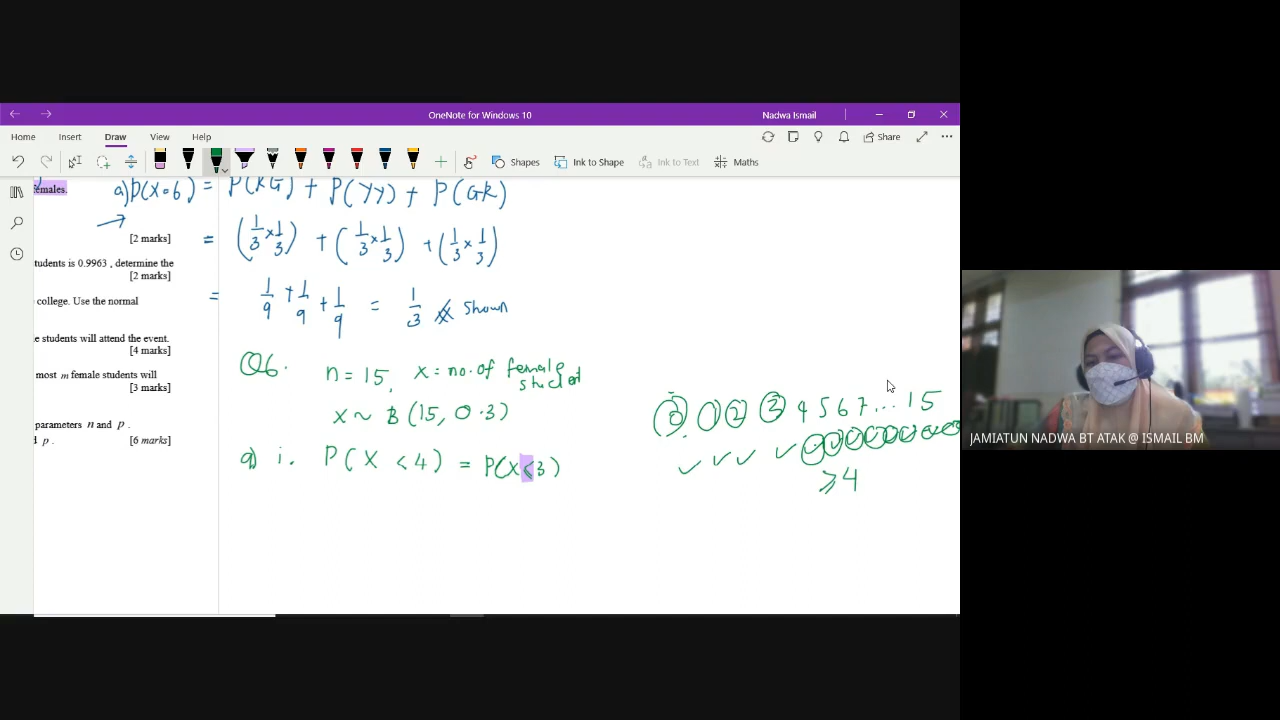 OneNote for Windows 10
Nadwa Ismail
Home Insert Draw View Help
Share
Shapes
Ink to Shape
Ink to Text
Maths
emales.
[2 marks]
tudents is 0.9963 , determine the
[2 marks]
college. Use the normal
e students will attend the event.
[4 marks]
most m female students will
[3 marks]
parameters n and p .
d p .
[6 marks]
a) P(X=6) = P(RG) + P(YY) + P(GR)
= (1/3 × 1/3) + (1/3 × 1/3) + (1/3 × 1/3)
= 1/9 + 1/9 + 1/9 = 1/3 Shown
Q6. n = 15, X = no. of female
student
X ~ B (15, 0.3)
a) i. P(X < 4) = P(X ≤ 3)
0 1 2 3 4 5 6 7 ... 15
≥ 4
JAMIATUN NADWA BT ATAK @ ISMAIL BM